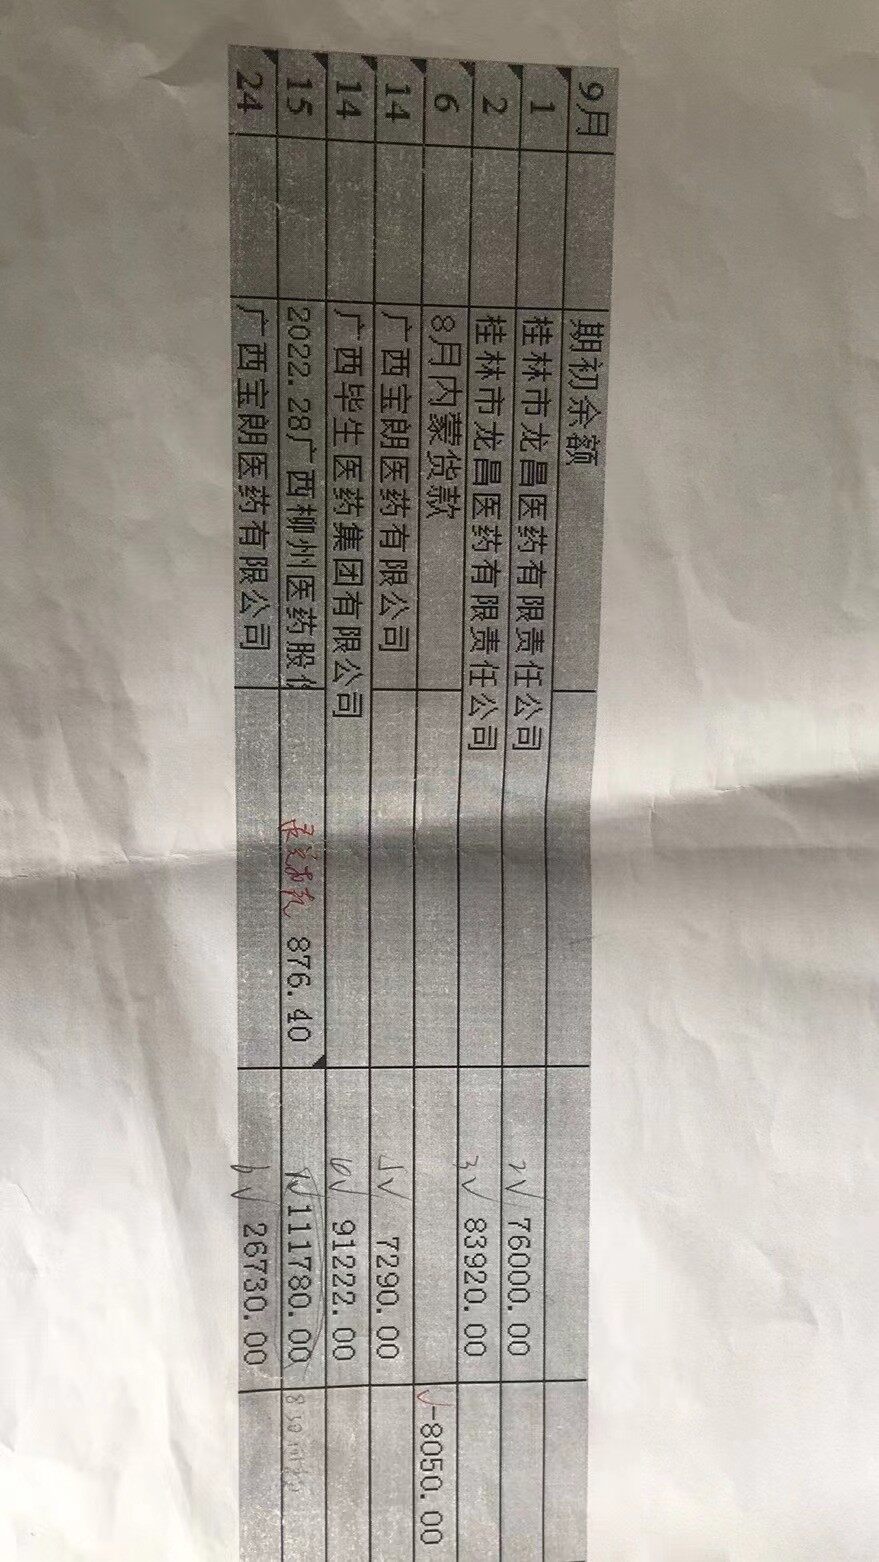 9月 期初余额
1 桂林市龙昌医药有限责任公司 2√ 76000.00
2 桂林市龙昌医药有限责任公司 3√ 83920.00
6 8月内蒙货款 √-8050.00
14 广西宝朗医药有限公司 √ 7290.00
14 广西毕生医药集团有限公司 6√ 91222.00
15 2022.28广西柳州医药股 876.40 √111780.00
24 广西宝朗医药有限公司 √ 26730.00